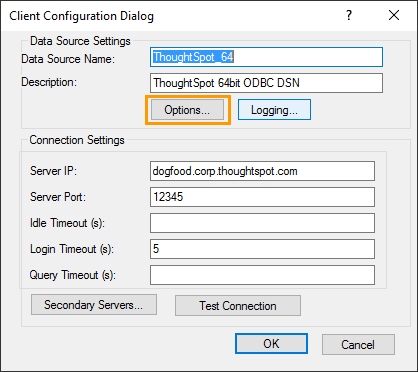 Client Configuration Dialog
Data Source Settings
Data Source Name: ThoughtSpot_64
Description: ThoughtSpot 64bit ODBC DSN
Options... Logging...
Connection Settings
Server IP: dogfood.corp.thoughtspot.com
Server Port: 12345
Idle Timeout (s):
Login Timeout (s): 5
Query Timeout (s):
Secondary Servers... Test Connection
OK Cancel